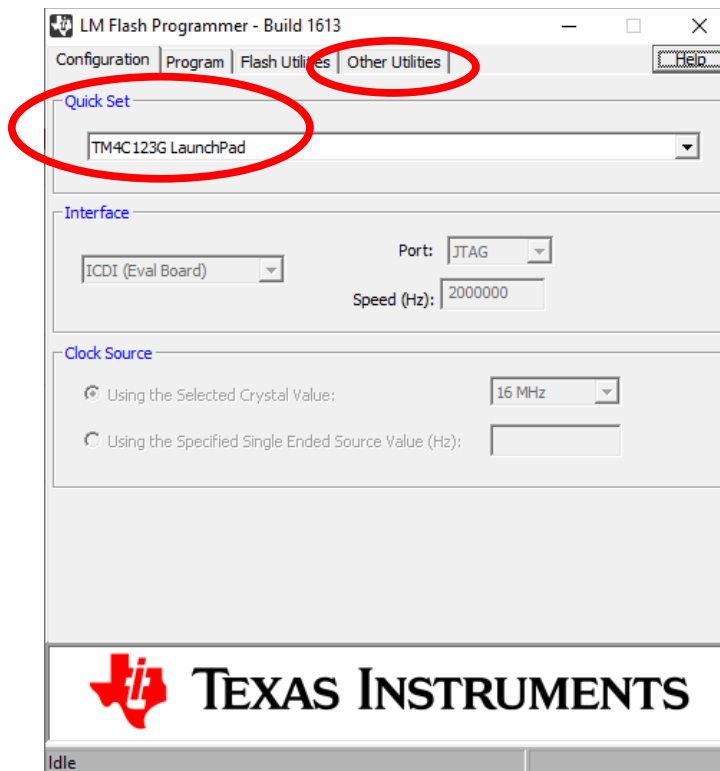 LM Flash Programmer - Build 1613
Configuration Program Flash Utilities Other Utilities Help
Quick Set
TM4C123G LaunchPad
Interface
Port: JTAG
ICDI (Eval Board)
Speed (Hz): 2000000
Clock Source
Using the Selected Crystal Value: 16 MHz
Using the Specified Single Ended Source Value (Hz):
TEXAS INSTRUMENTS
Idle